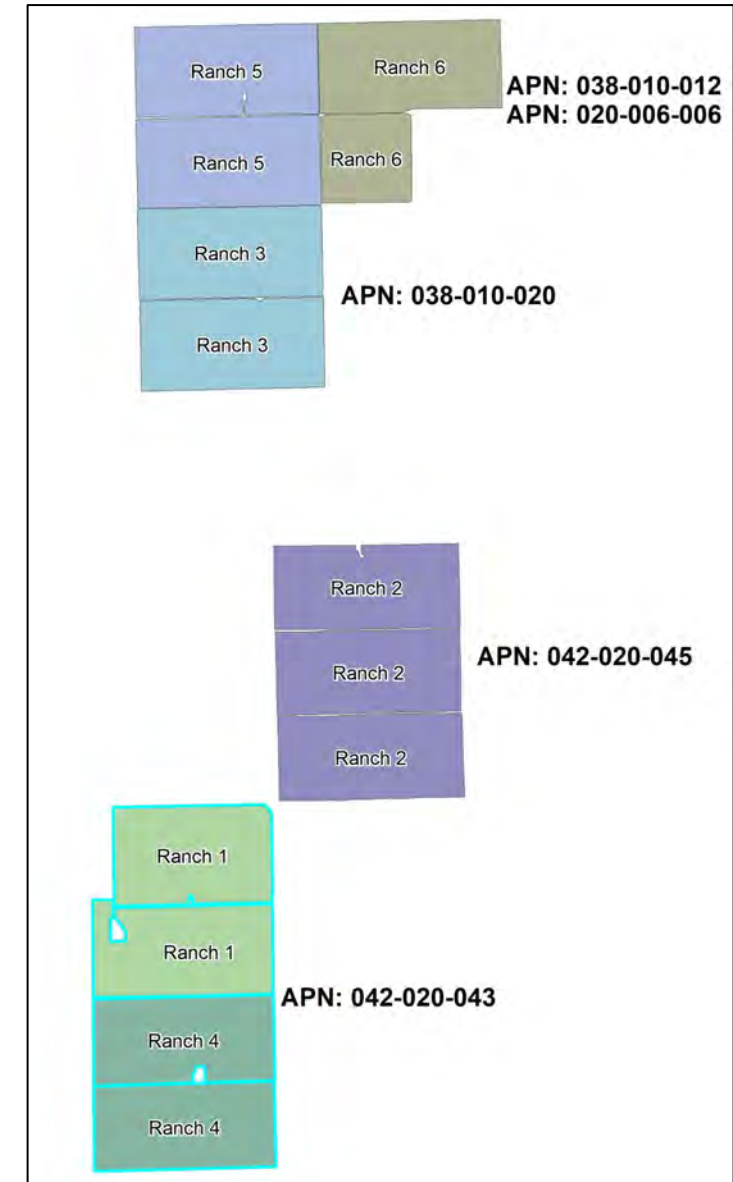 Ranch 5
Ranch 6
APN: 038-010-012
APN: 020-006-006
Ranch 5
Ranch 6
Ranch 3
APN: 038-010-020
Ranch 3
Ranch 2
Ranch 2
APN: 042-020-045
Ranch 2
Ranch 1
Ranch 1
APN: 042-020-043
Ranch 4
Ranch 4